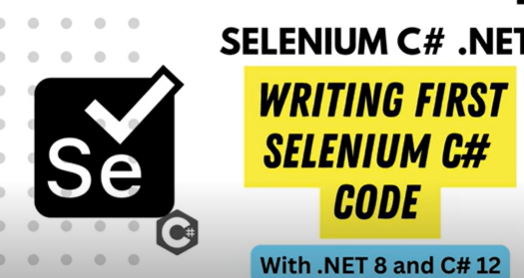 SELENIUM C# .NET
WRITING FIRST
SELENIUM C#
CODE
Se
C#
With .NET 8 and C# 12